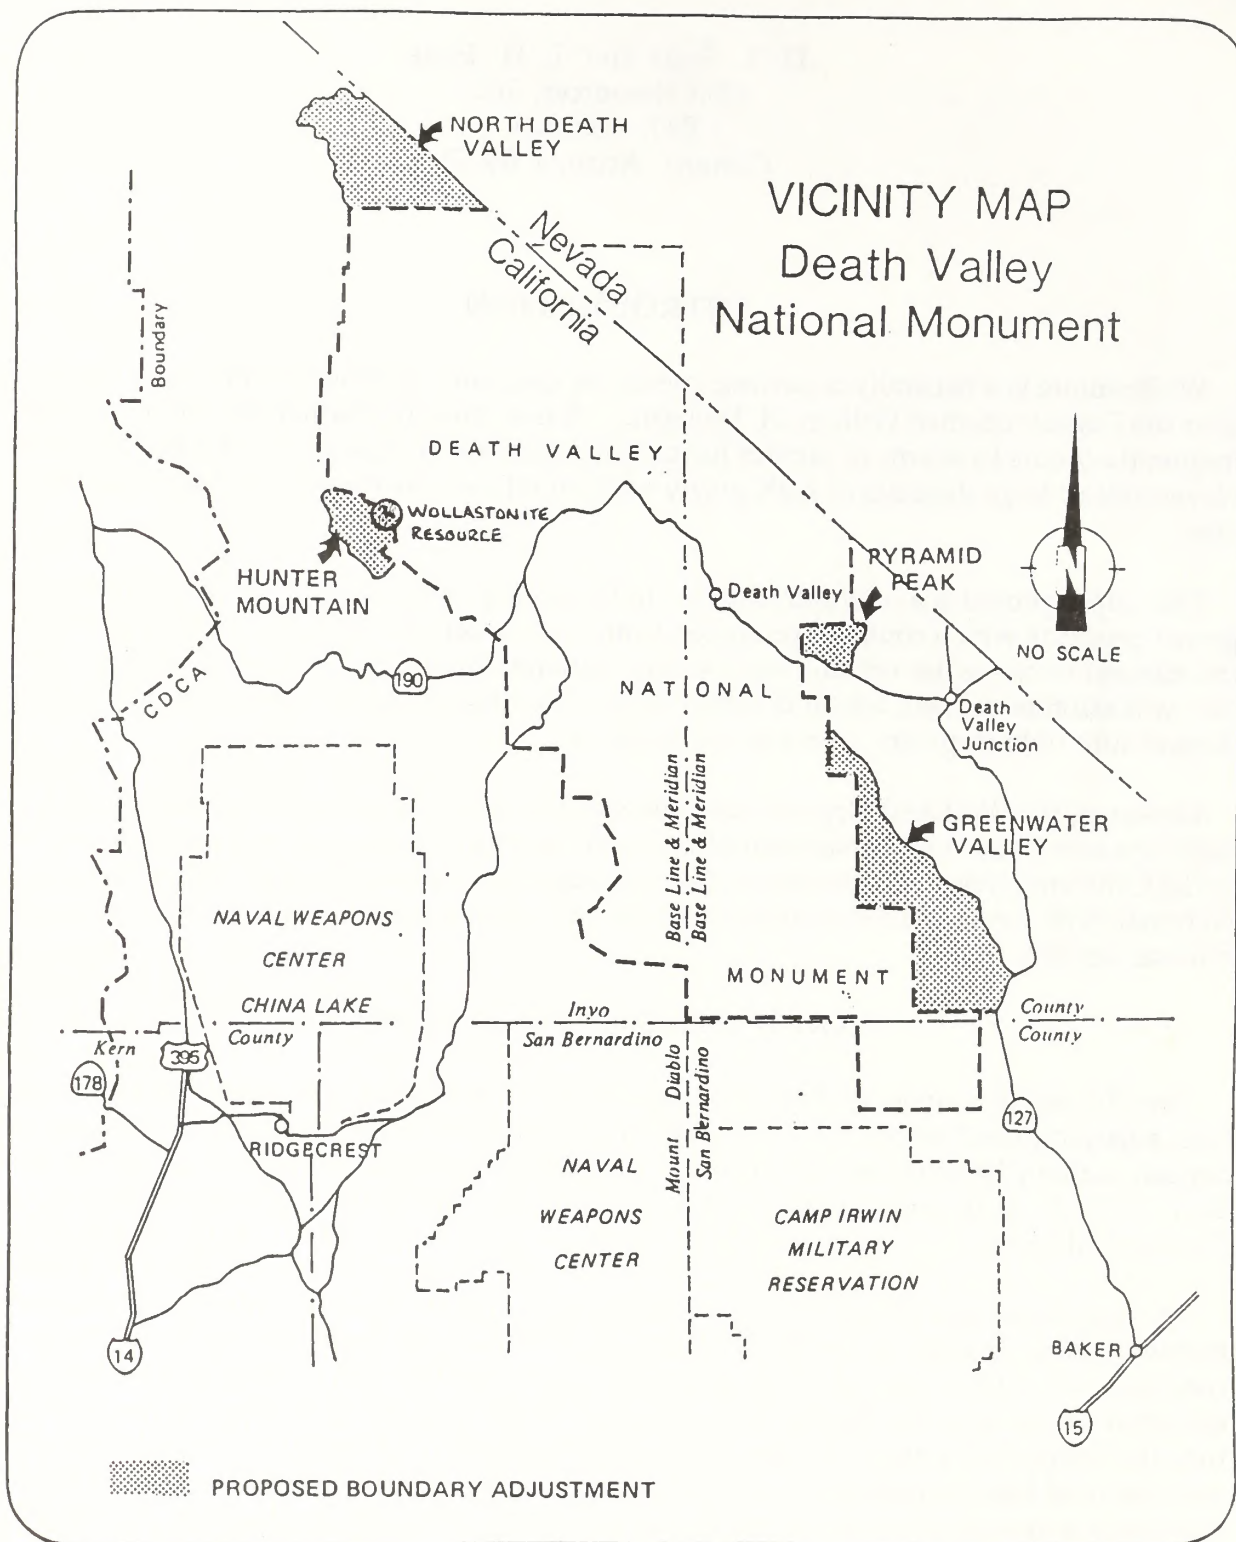 NORTH DEATH
VALLEY
VICINITY MAP
Death Valley
National Monument
Nevada
California
Boundary
DEATH VALLEY
WOLLASTONITE
RESOURCE
HUNTER
MOUNTAIN
PYRAMID
PEAK
Death Valley
N
NO SCALE
CDCA
190
NATIONAL
Death
Valley
Junction
Base Line & Meridian
Base Line & Meridian
GREENWATER
VALLEY
NAVAL WEAPONS
CENTER
CHINA LAKE
MONUMENT
Inyo
County
Kern
County
San Bernardino
County
395
178
Mount Diablo
San Bernardino
127
RIDGECREST
NAVAL
WEAPONS
CENTER
CAMP IRWIN
MILITARY
RESERVATION
14
BAKER
15
PROPOSED BOUNDARY ADJUSTMENT